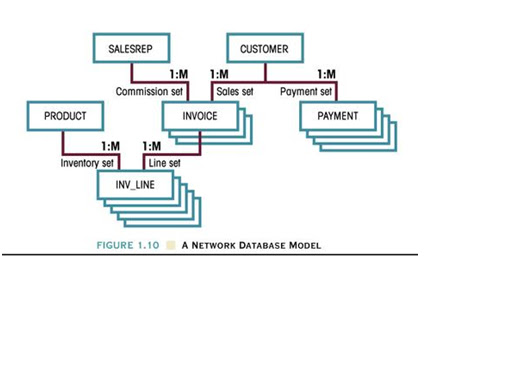 SALESREP
CUSTOMER
1:M
1:M
1:M
Commission set
Sales set
Payment set
PRODUCT
INVOICE
PAYMENT
1:M
1:M
Inventory set
Line set
INV_LINE
FIGURE 1.10 A NETWORK DATABASE MODEL